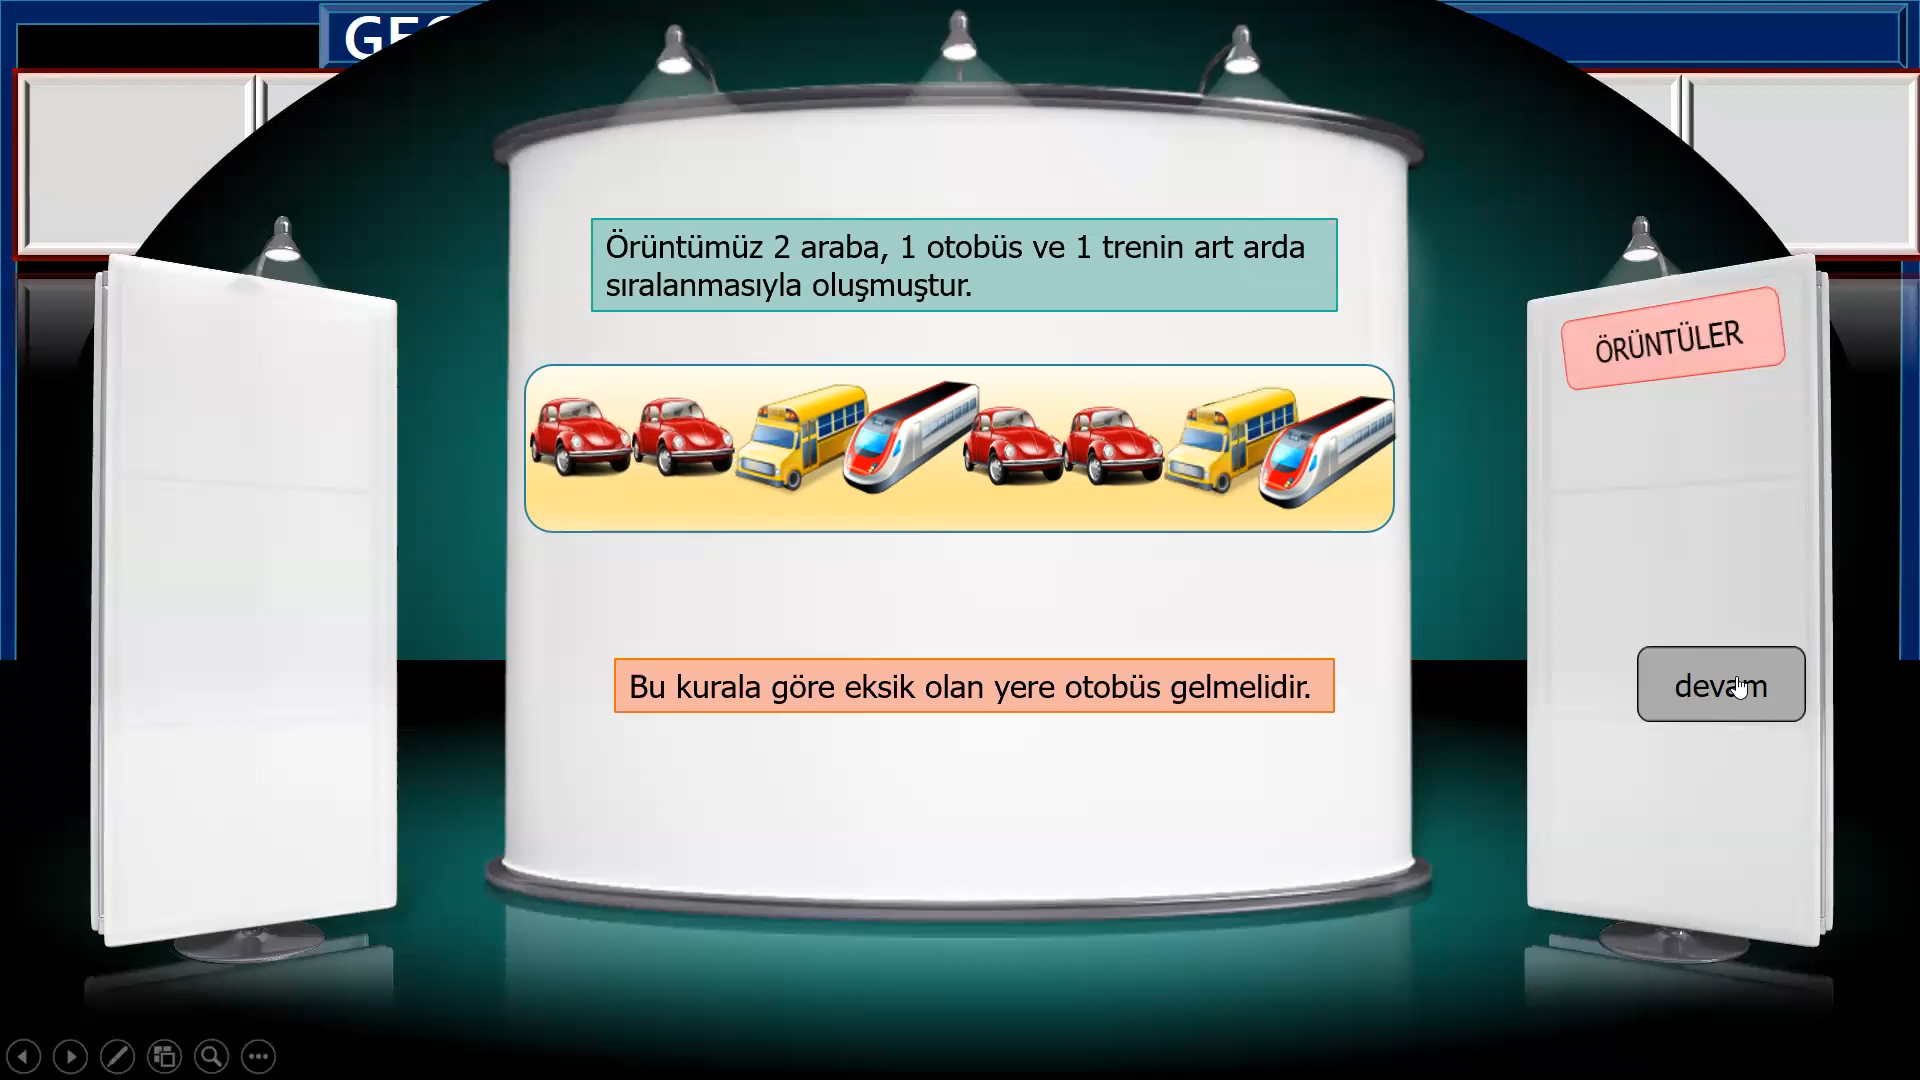 Örüntümüz 2 araba, 1 otobüs ve 1 trenin art arda
sıralanmasıyla oluşmuştur.
ÖRÜNTÜLER
Bu kurala göre eksik olan yere otobüs gelmelidir.
devam